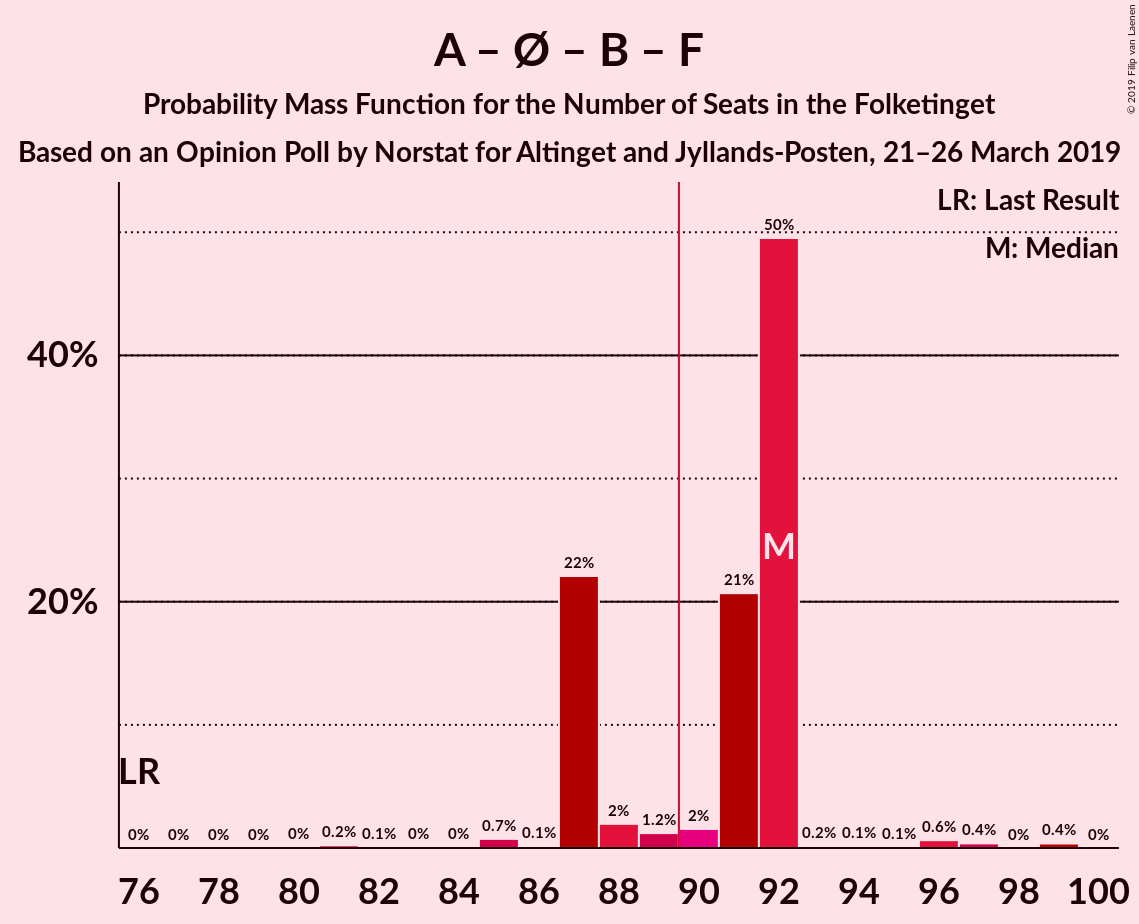 A – Ø – B – F
Probability Mass Function for the Number of Seats in the Folketinget
Based on an Opinion Poll by Norstat for Altinget and Jyllands-Posten, 21–26 March 2019
© 2019 Filip van Laenen
LR: Last Result
M: Median
40%
20%
LR
M
0% 0% 0% 0% 0% 0.2% 0.1% 0% 0% 0.7% 0.1% 22% 2% 1.2% 2% 21% 50% 0.2% 0.1% 0.1% 0.6% 0.4% 0% 0.4% 0%
76 78 80 82 84 86 88 90 92 94 96 98 100